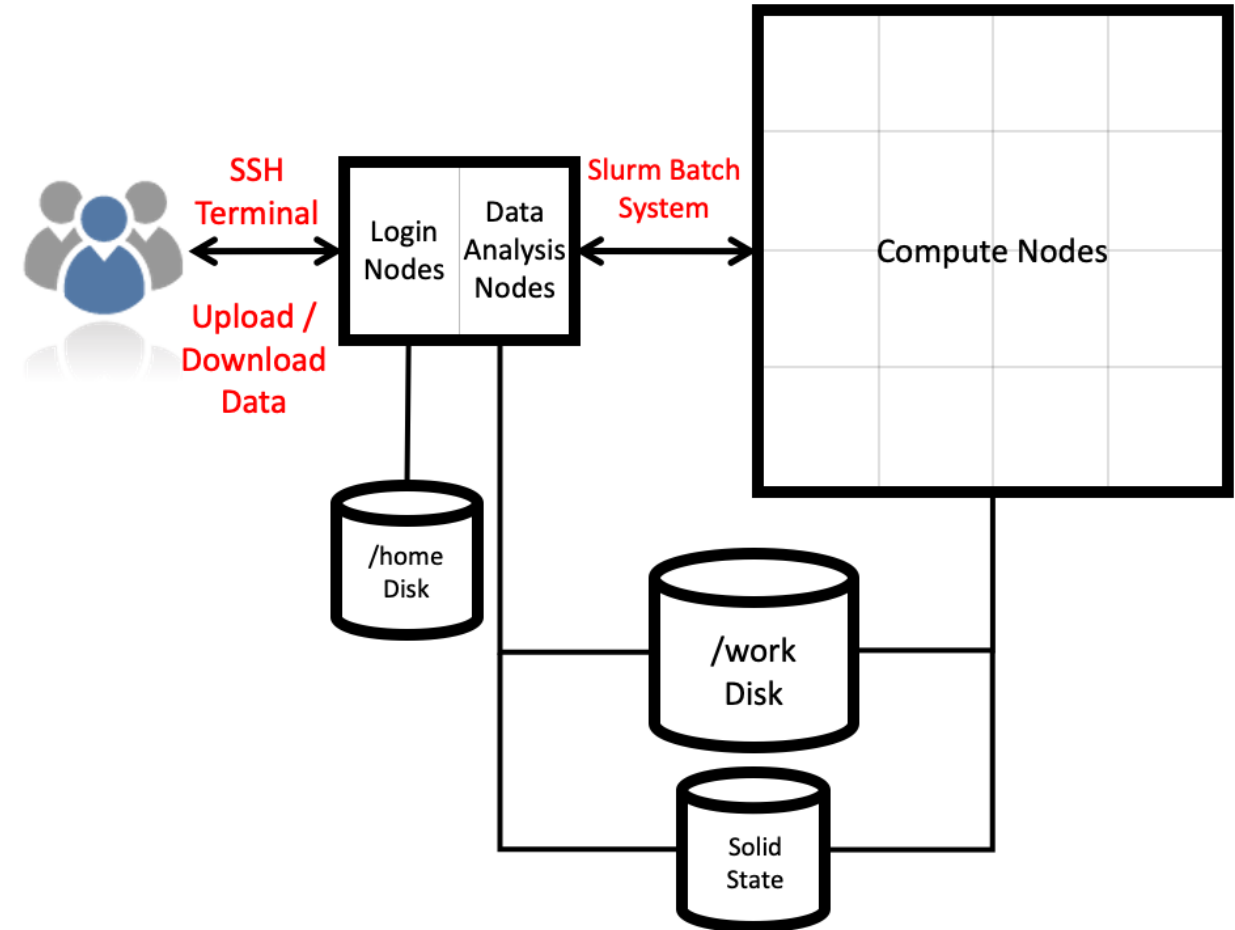 SSH
Terminal
Upload /
Download
Data
Login
Nodes
Data
Analysis
Nodes
Slurm Batch
System
Compute Nodes
/home
Disk
/work
Disk
Solid
State